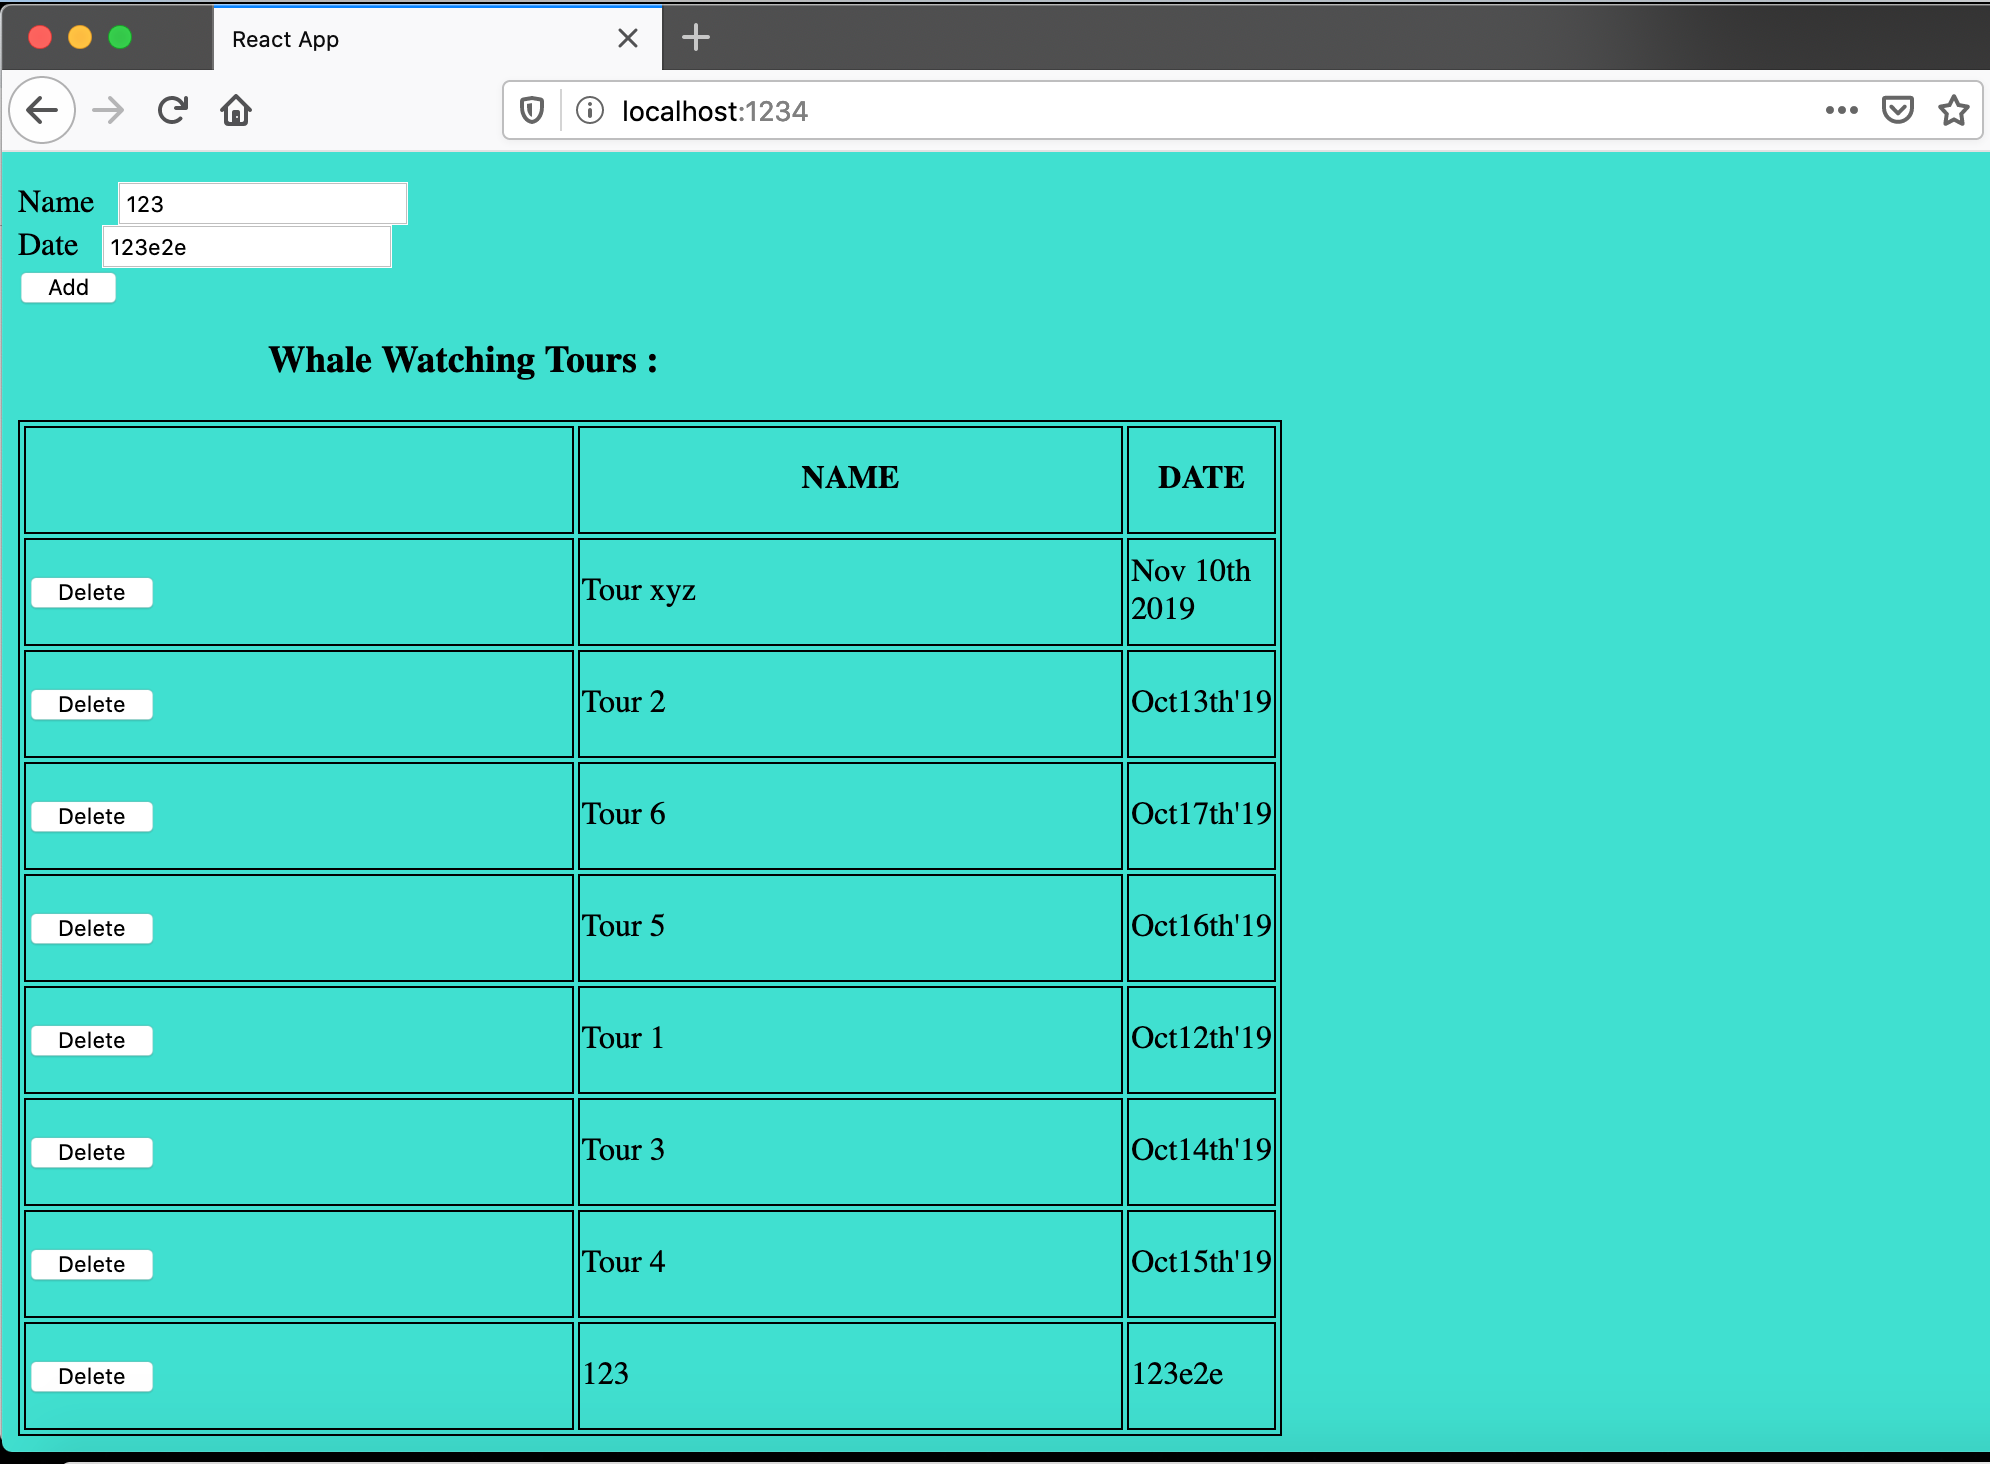 React App
localhost:1234
Name 123
Date 123e2e
Add
Whale Watching Tours :
NAME DATE
Delete Tour xyz Nov 10th
2019
Delete Tour 2 Oct13th'19
Delete Tour 6 Oct17th'19
Delete Tour 5 Oct16th'19
Delete Tour 1 Oct12th'19
Delete Tour 3 Oct14th'19
Delete Tour 4 Oct15th'19
Delete 123 123e2e